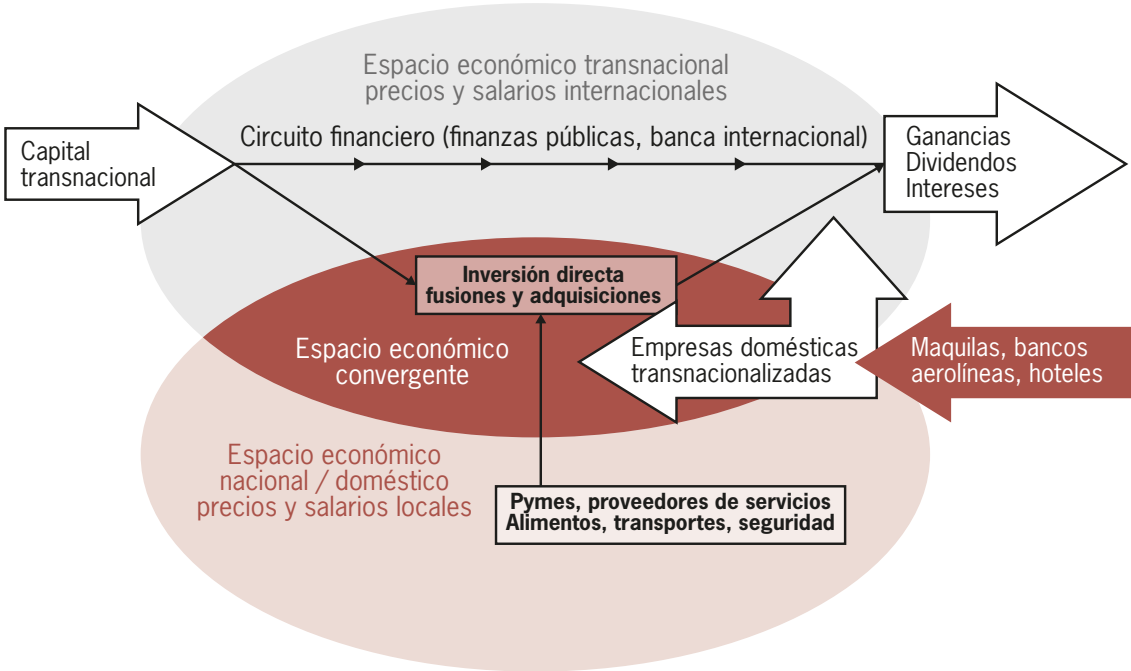 Espacio económico transnacional
precios y salarios internacionales
Circuito financiero (finanzas públicas, banca internacional)
Capital
transnacional
Ganancias
Dividendos
Intereses
Inversión directa
fusiones y adquisiciones
Espacio económico
convergente
Empresas domésticas
transnacionalizadas
Maquilas, bancos
aerolíneas, hoteles
Espacio económico
nacional / doméstico
precios y salarios locales
Pymes, proveedores de servicios
Alimentos, transportes, seguridad